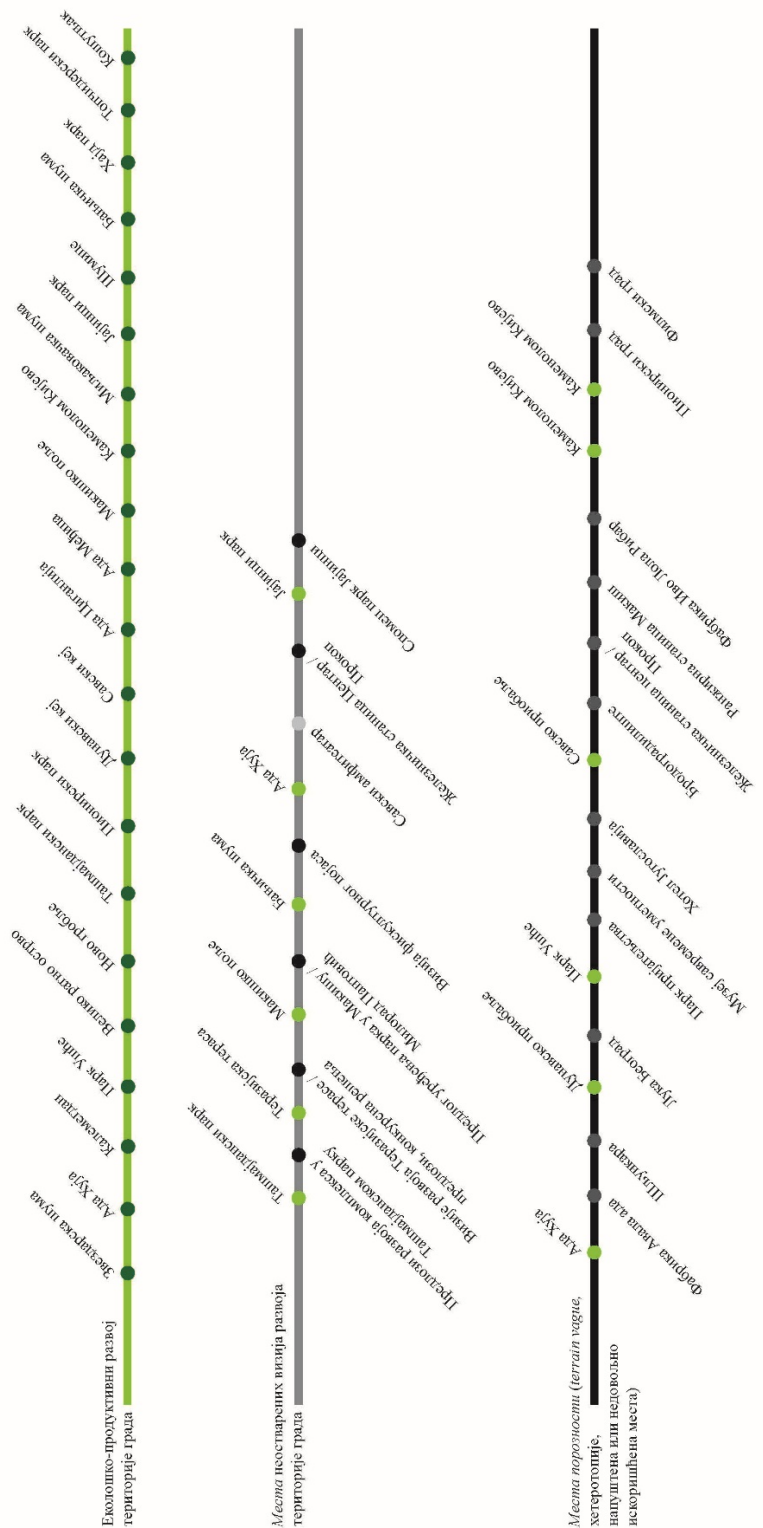 Еколошко-продуктивни развој
територије града
Звездарска шума
Ада Хуја
Калемегдан
Парк Ушће
Велико ратно острво
Ново гробље
Ташмајдански парк
Пионирски парк
Дунавски кеј
Савски кеј
Ада Циганлија
Ада Међица
Макишко поље
Каменолом Кијево
Миљаковачка шума
Јајинци парк
Шумице
Бањичка шума
Хајд парк
Топчидерски парк
Кошутњак
Места неостварених визија развоја
територије града
Ташмајдански парк
Теразијска тераса
Макишко поље
Бањичка шума
Ада Хуја
Јајинци парк
Предлози развоја комплекса у
Ташмајданском парку
Визије развоја Теразијске терасе /
предлози, конкурсна решења
Предлог уређења парка у Макишу /
Милорад Пантовић
Визија фискултурног појаса
Савски амфитеатар
Железничка станица Центар /
Прокоп
Спомен парк Јајинци
Места порозности (terrain vague,
хетеротопије,
напуштена или недовољно
искоришћена места)
Ада Хуја
Дунавско приобаље
Парк Ушће
Савско приобаље
Каменолом Кијево
Каменолом Кијево
Фабрика Авала ада
Шљункара
Лука Београд
Парк пријатељства
Музеј савремене уметности
Хотел Југославија
Бродоградилиште
Железничка станица центар /
Прокоп
Ранжирна станица Макиш
Фабрика Иво Лола Рибар
Пионирски град
Филмски град